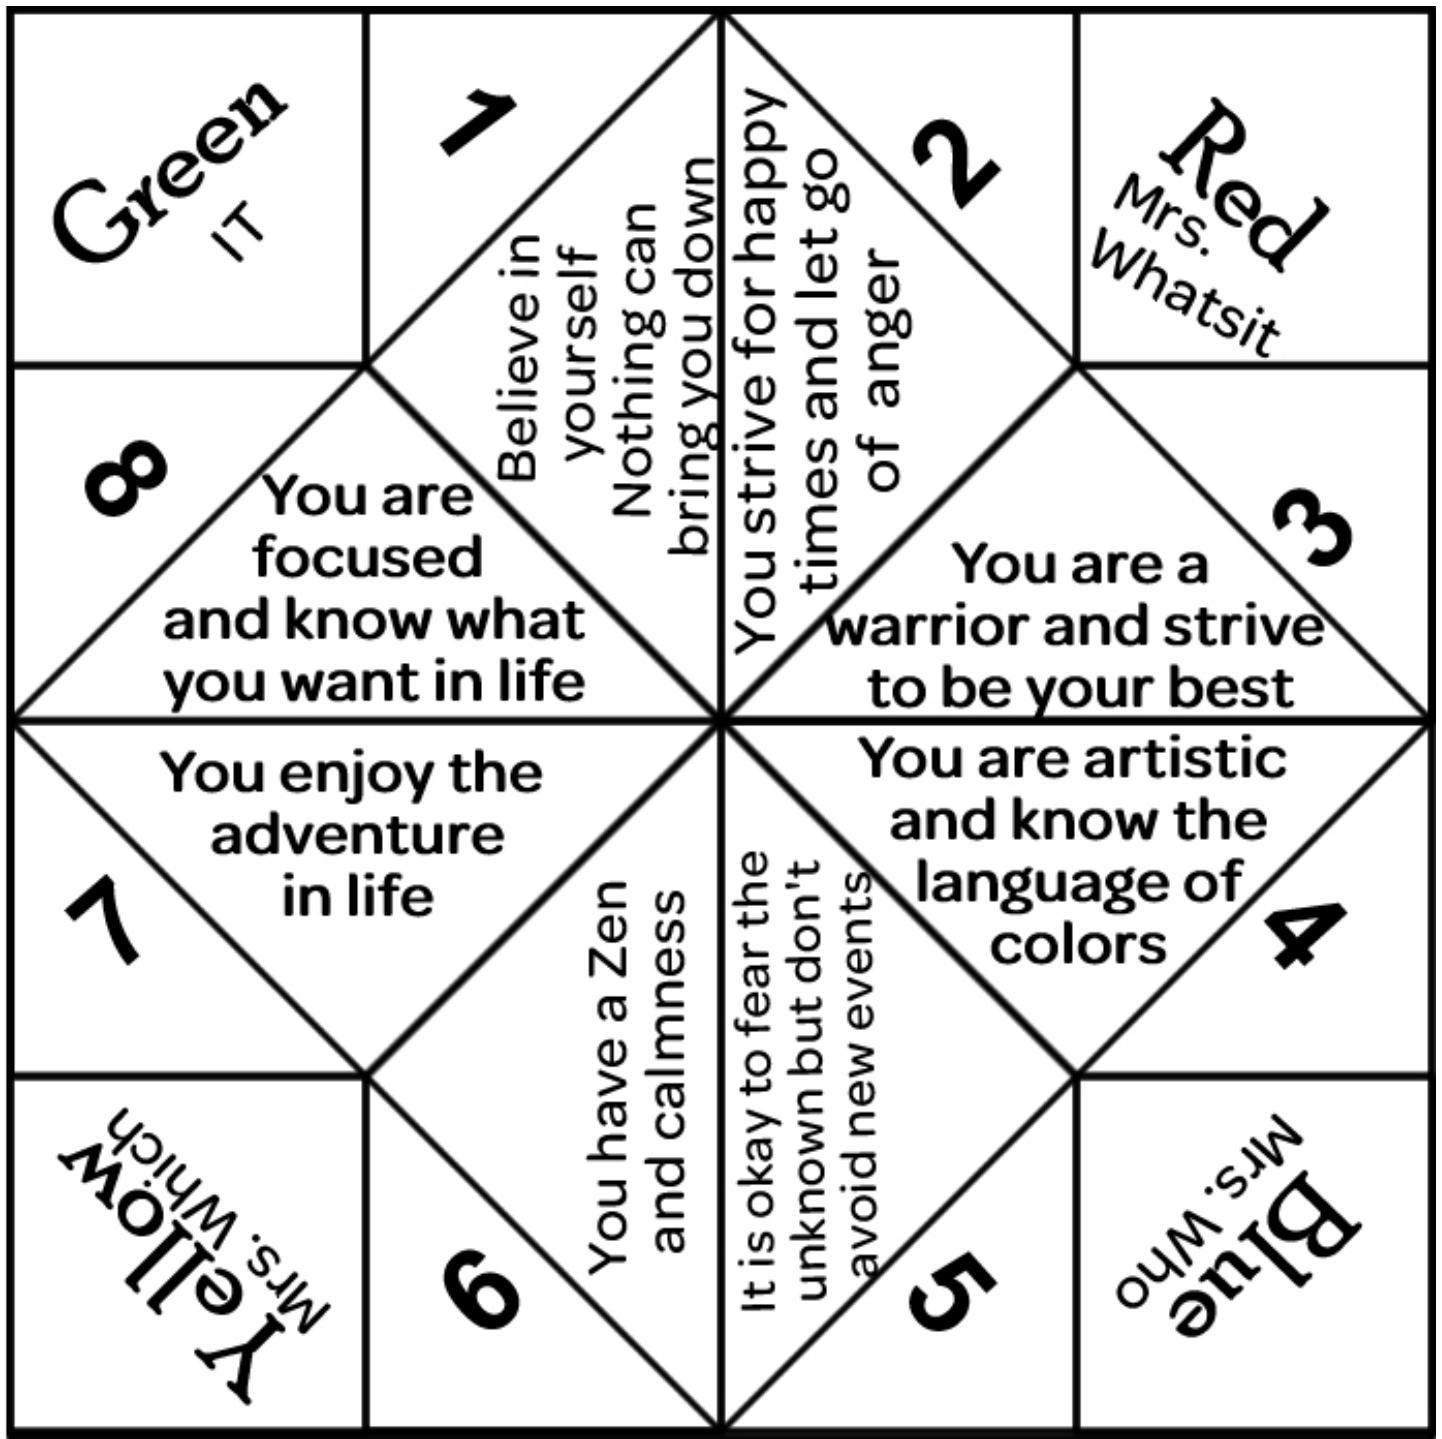 Green
IT
1
2
Red
Mrs.
Whatsit
Believe in
yourself
Nothing can
bring you down
You strive for happy
times and let go
of anger
8
You are
focused
and know what
you want in life
3
You are a
warrior and strive
to be your best
You enjoy the
adventure
in life
7
You are artistic
and know the
language of
colors
4
You have a Zen
and calmness
It is okay to fear the
unknown but don't
avoid new events
Yellow
Mrs. Which
6
5
Blue
Mrs. Who